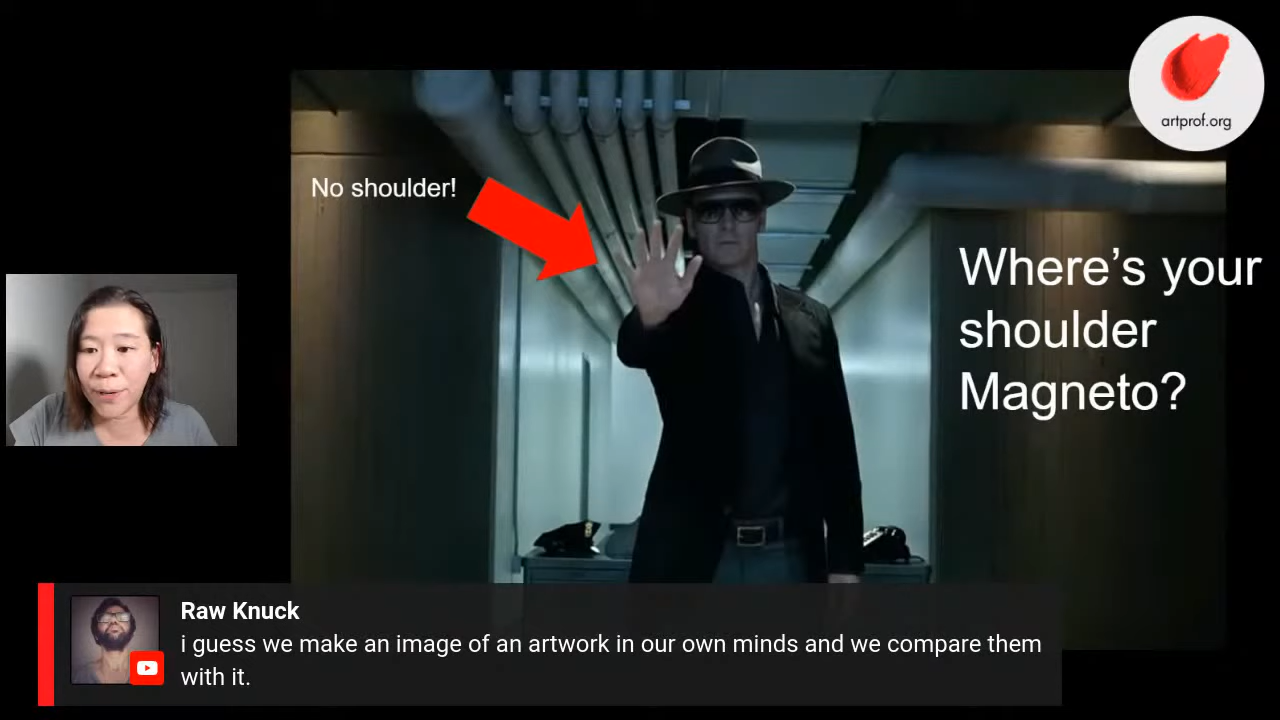 artprof.org
No shoulder!
Where's your
shoulder
Magneto?
Raw Knuck
i guess we make an image of an artwork in our own minds and we compare them
with it.